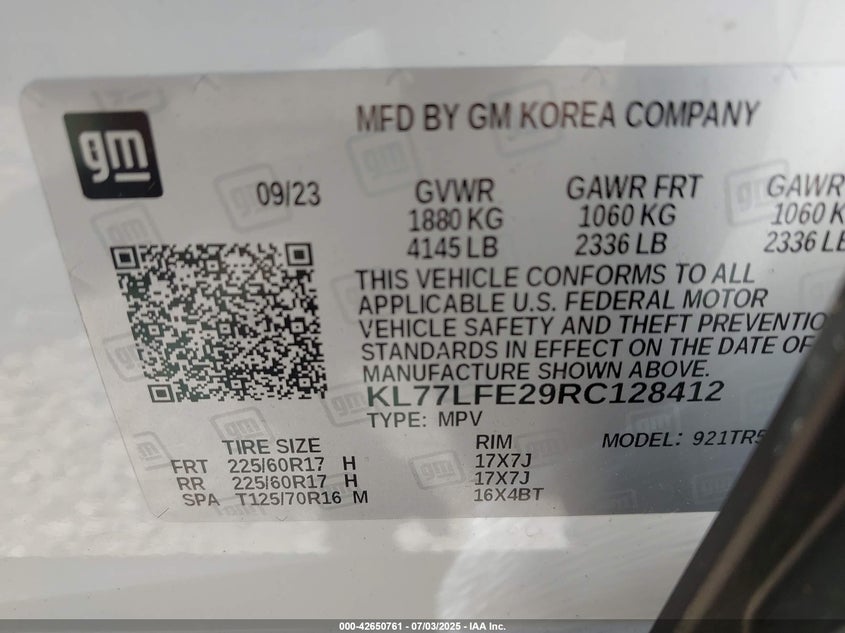 gm
MFD BY GM KOREA COMPANY
09/23
GVWR GAWR FRT GAWR
1880 KG 1060 KG 1060 K
4145 LB 2336 LB 2336 LB
THIS VEHICLE CONFORMS TO ALL
APPLICABLE U.S. FEDERAL MOTOR
VEHICLE SAFETY AND THEFT PREVENTIO
STANDARDS IN EFFECT ON THE DATE OF
MANUFACTURE SHOWN ABOVE.
KL77LFE29RC128412
TYPE: MPV MODEL: 921TR5
TIRE SIZE RIM
FRT 225/60R17 H 17X7J
RR 225/60R17 H 17X7J
SPA T125/70R16 M 16X4BT
000-42650761 - 07/03/2025 - IAA Inc.